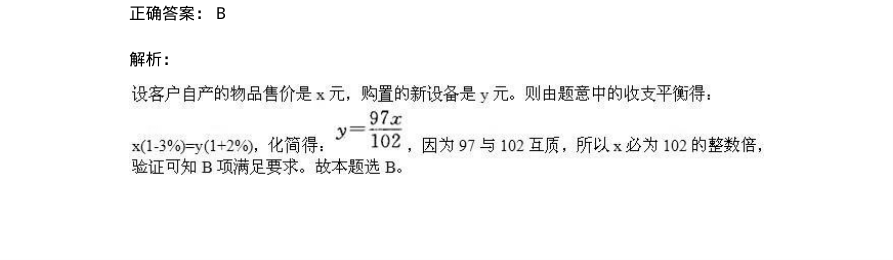 正确答案： B
解析：
设客户自产的物品售价是 x 元，购置的新设备是 y 元。则由题意中的收支平衡得：
x(1-3%)=y(1+2%)，化简得：y=97x/102，因为 97 与 102 互质，所以 x 必为 102 的整数倍，
验证可知 B 项满足要求。故本题选 B。